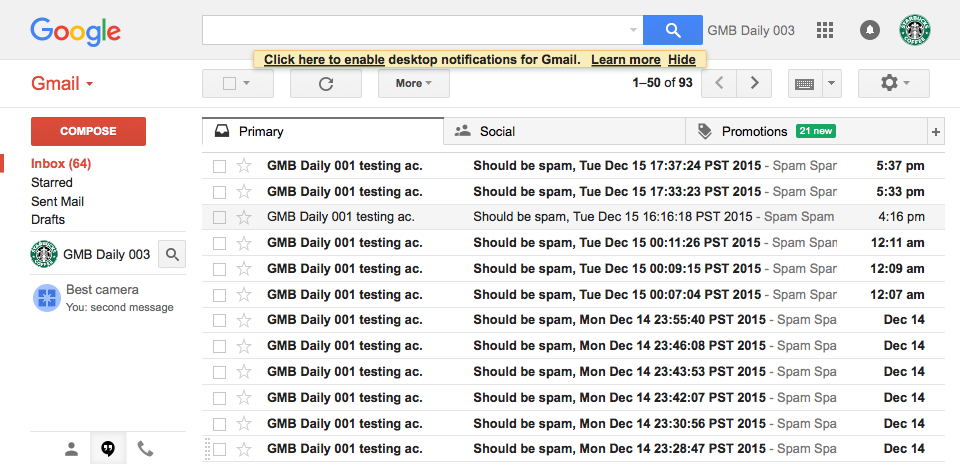 Google
GMB Daily 003
STARBUCKS COFFEE
Click here to enable desktop notifications for Gmail. Learn more Hide
Gmail
More
1–50 of 93
COMPOSE
Primary
Social
Promotions 21 new
+
Inbox (64)
Starred
Sent Mail
Drafts
GMB Daily 003
Best camera
You: second message
GMB Daily 001 testing ac. Should be spam, Tue Dec 15 17:37:24 PST 2015 - Spam Spar 5:37 pm
GMB Daily 001 testing ac. Should be spam, Tue Dec 15 17:33:23 PST 2015 - Spam Spar 5:33 pm
GMB Daily 001 testing ac. Should be spam, Tue Dec 15 16:16:18 PST 2015 - Spam Spam 4:16 pm
GMB Daily 001 testing ac. Should be spam, Tue Dec 15 00:11:26 PST 2015 - Spam Spar 12:11 am
GMB Daily 001 testing ac. Should be spam, Tue Dec 15 00:09:15 PST 2015 - Spam Spar 12:09 am
GMB Daily 001 testing ac. Should be spam, Tue Dec 15 00:07:04 PST 2015 - Spam Spar 12:07 am
GMB Daily 001 testing ac. Should be spam, Mon Dec 14 23:55:40 PST 2015 - Spam Spa Dec 14
GMB Daily 001 testing ac. Should be spam, Mon Dec 14 23:46:08 PST 2015 - Spam Spa Dec 14
GMB Daily 001 testing ac. Should be spam, Mon Dec 14 23:43:53 PST 2015 - Spam Spa Dec 14
GMB Daily 001 testing ac. Should be spam, Mon Dec 14 23:42:07 PST 2015 - Spam Spa Dec 14
GMB Daily 001 testing ac. Should be spam, Mon Dec 14 23:30:56 PST 2015 - Spam Spa Dec 14
GMB Daily 001 testing ac. Should be spam, Mon Dec 14 23:28:47 PST 2015 - Spam Spa Dec 14